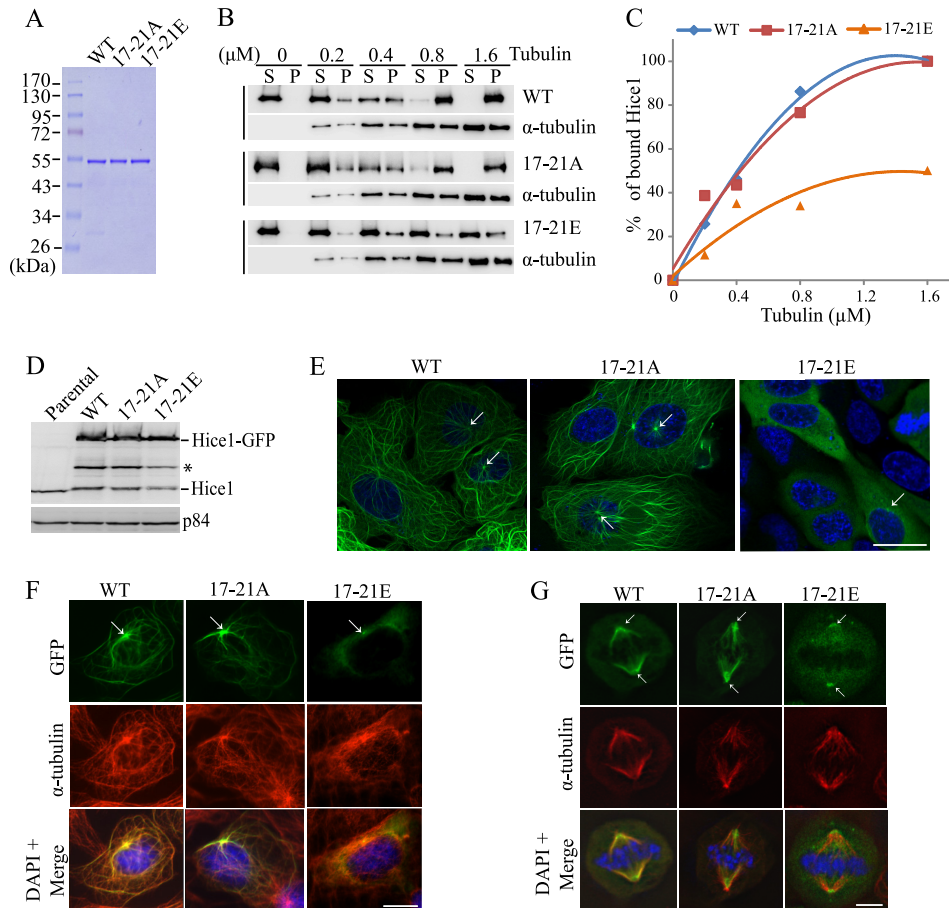 A
WT
17-21A
17-21E
170
130
95
72
55
43
34
26
(kDa)
B
(µM) 0 0.2 0.4 0.8 1.6 Tubulin
S P S P S P S P S P
WT
α-tubulin
17-21A
α-tubulin
17-21E
α-tubulin
C
WT 17-21A 17-21E
% of bound Hice1
100
80
60
40
20
0
0 0.4 0.8 1.2 1.6
Tubulin (µM)
D
Parental
WT
17-21A
17-21E
Hice1-GFP
*
Hice1
p84
E
WT 17-21A 17-21E
F
WT 17-21A 17-21E
GFP
α-tubulin
DAPI +
Merge
G
WT 17-21A 17-21E
GFP
α-tubulin
DAPI +
Merge